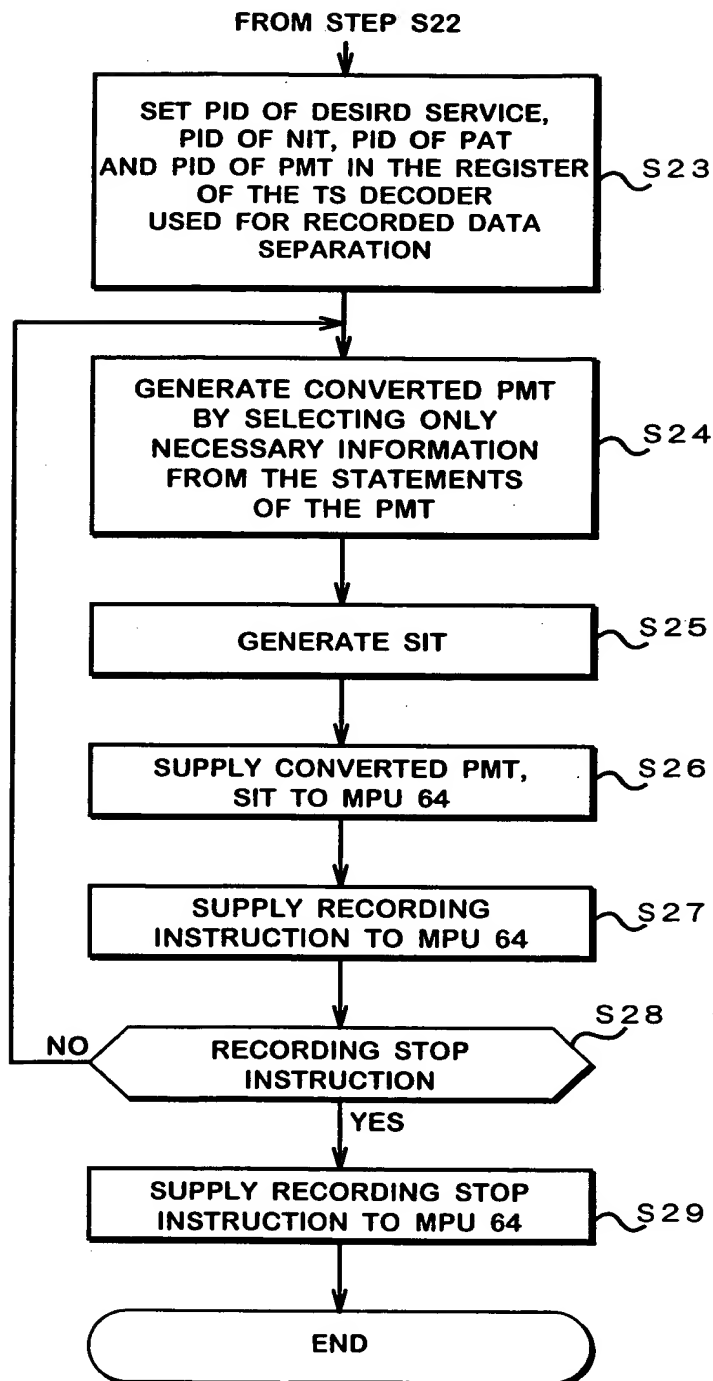 FROM STEP S22
SET PID OF DESIRD SERVICE,
PID OF NIT, PID OF PAT
AND PID OF PMT IN THE REGISTER
OF THE TS DECODER
USED FOR RECORDED DATA
SEPARATION
S23
GENERATE CONVERTED PMT
BY SELECTING ONLY
NECESSARY INFORMATION
FROM THE STATEMENTS
OF THE PMT
S24
GENERATE SIT
S25
SUPPLY CONVERTED PMT,
SIT TO MPU 64
S26
SUPPLY RECORDING
INSTRUCTION TO MPU 64
S27
S28
NO
RECORDING STOP
INSTRUCTION
YES
SUPPLY RECORDING STOP
INSTRUCTION TO MPU 64
S29
END